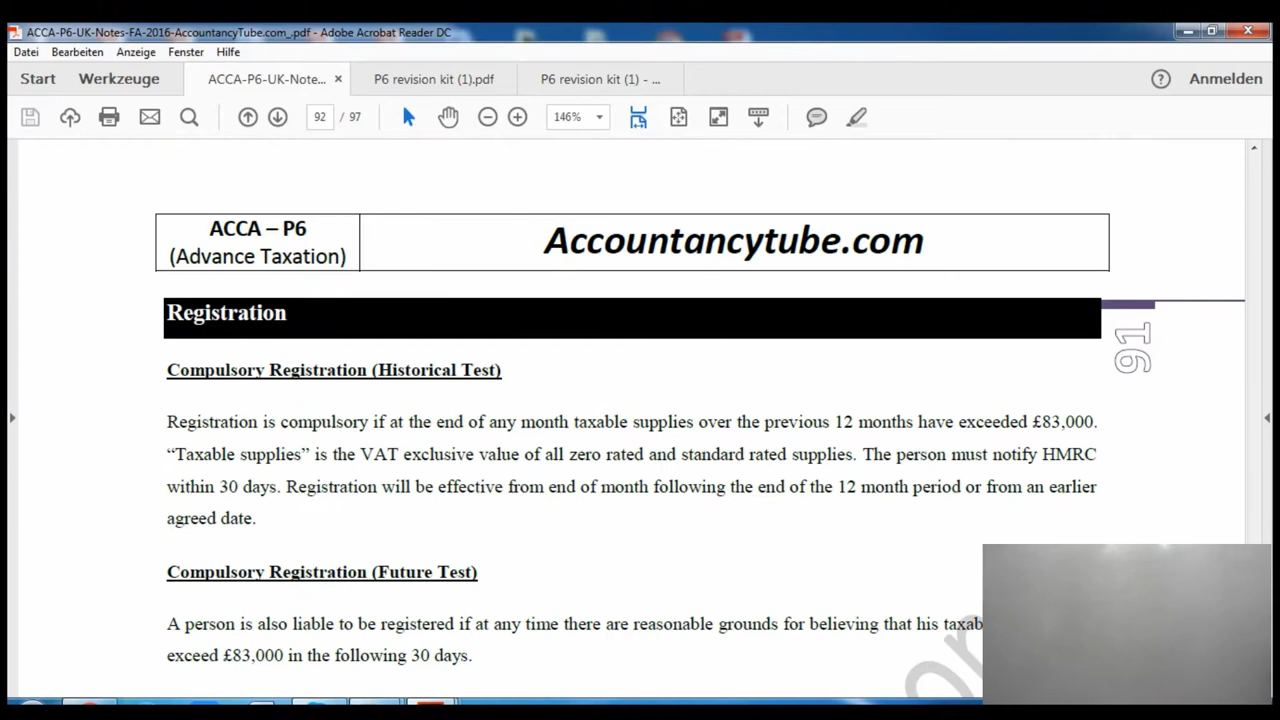 ACCA-P6-UK-Notes-FA-2016-AccountancyTube.com_.pdf - Adobe Acrobat Reader DC
Datei Bearbeiten Anzeige Fenster Hilfe
Start Werkzeuge ACCA-P6-UK-Note... × P6 revision kit (1).pdf P6 revision kit (1) - ... ? Anmelden
92 / 97 146%
ACCA – P6
(Advance Taxation)
Accountancytube.com
Registration
91
Compulsory Registration (Historical Test)
Registration is compulsory if at the end of any month taxable supplies over the previous 12 months have exceeded £83,000.
“Taxable supplies” is the VAT exclusive value of all zero rated and standard rated supplies. The person must notify HMRC
within 30 days. Registration will be effective from end of month following the end of the 12 month period or from an earlier
agreed date.
Compulsory Registration (Future Test)
A person is also liable to be registered if at any time there are reasonable grounds for believing that his taxab
exceed £83,000 in the following 30 days.